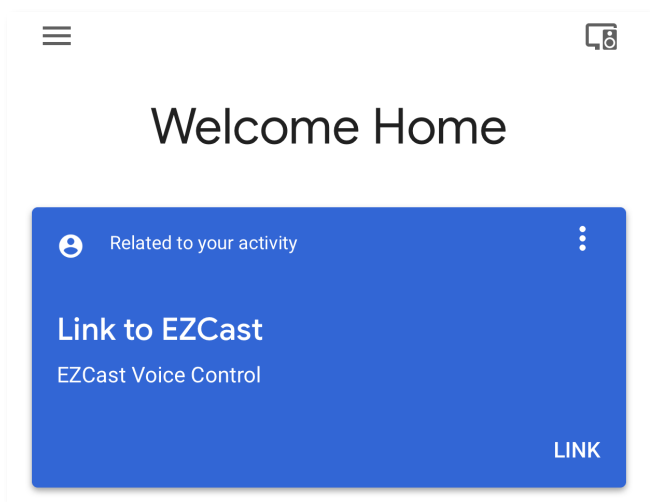 Welcome Home
Related to your activity
Link to EZCast
EZCast Voice Control
LINK